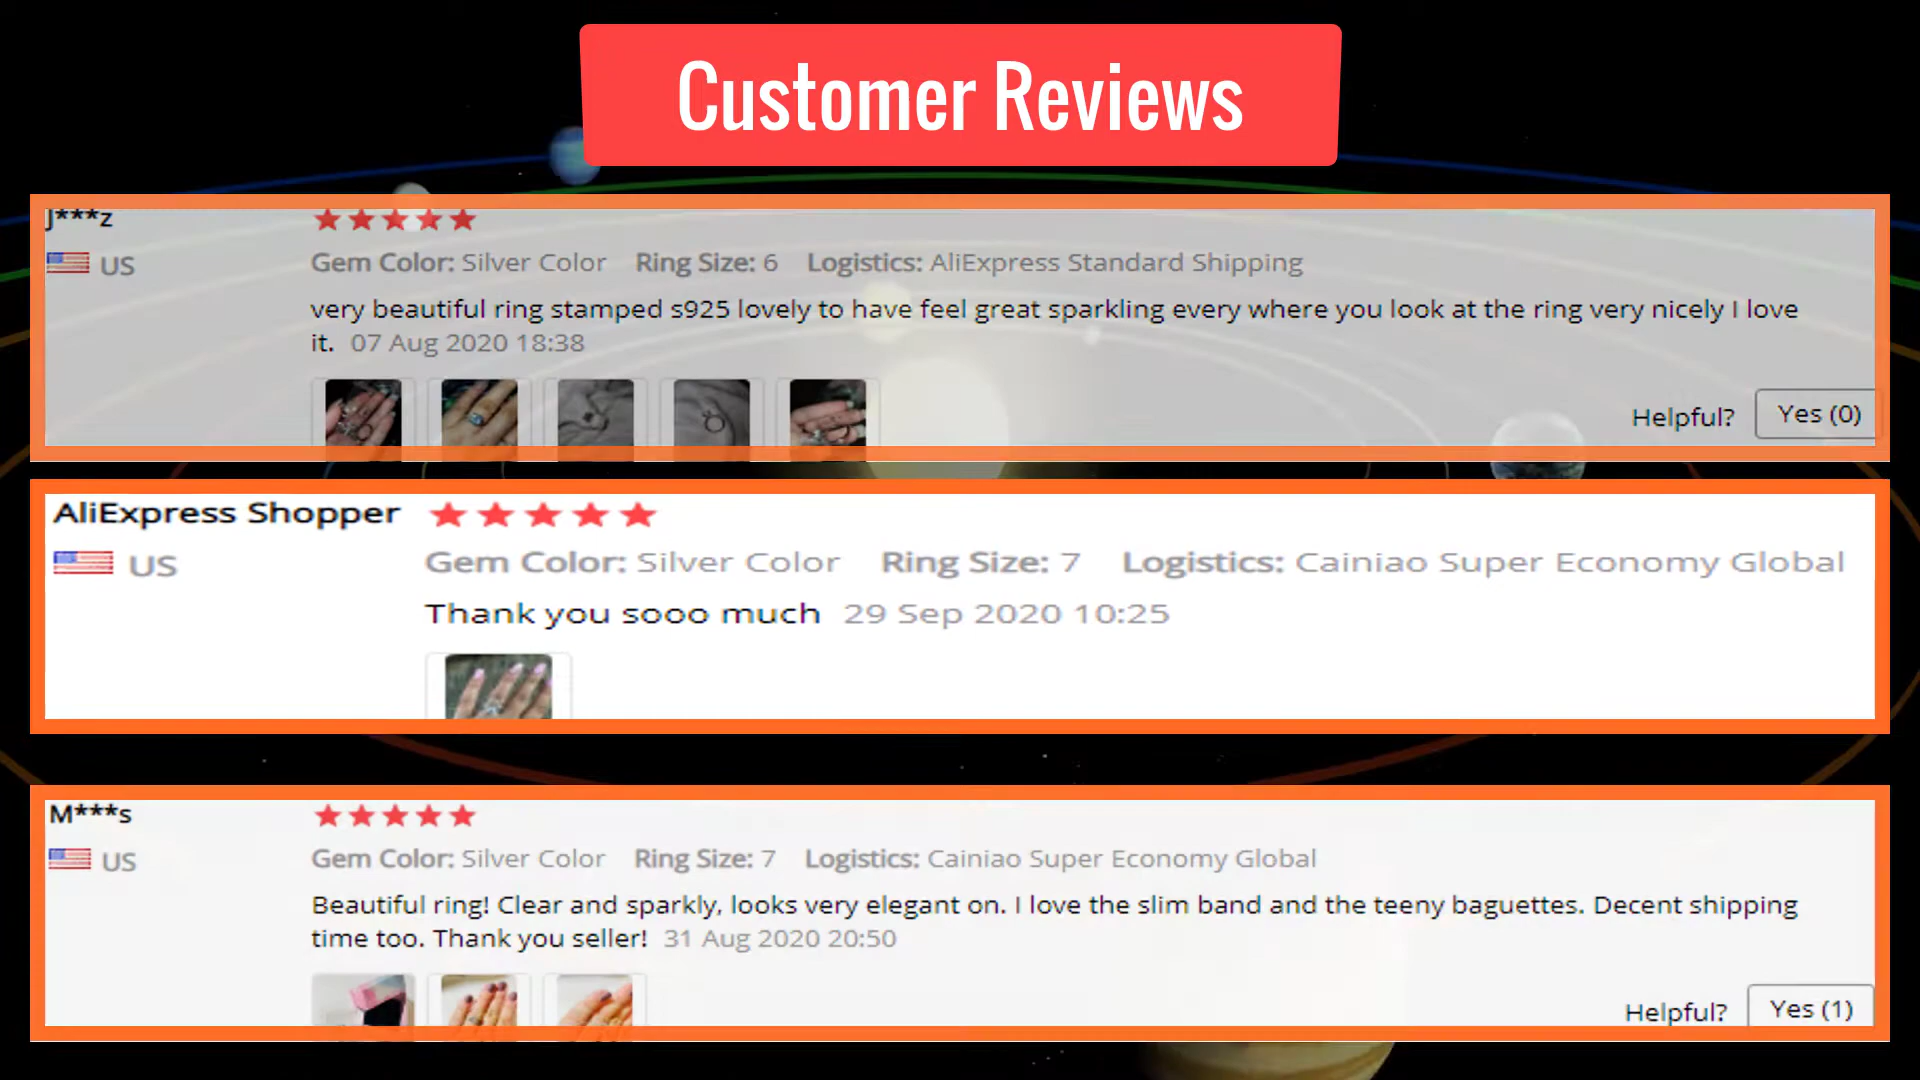 Customer Reviews
J***z
US
Gem Color: Silver Color Ring Size: 6 Logistics: AliExpress Standard Shipping
very beautiful ring stamped s925 lovely to have feel great sparkling every where you look at the ring very nicely I love
it. 07 Aug 2020 18:38
Helpful? Yes (0)
AliExpress Shopper
US
Gem Color: Silver Color Ring Size: 7 Logistics: Cainiao Super Economy Global
Thank you sooo much 29 Sep 2020 10:25
M***s
US
Gem Color: Silver Color Ring Size: 7 Logistics: Cainiao Super Economy Global
Beautiful ring! Clear and sparkly, looks very elegant on. I love the slim band and the teeny baguettes. Decent shipping
time too. Thank you seller! 31 Aug 2020 20:50
Helpful? Yes (1)